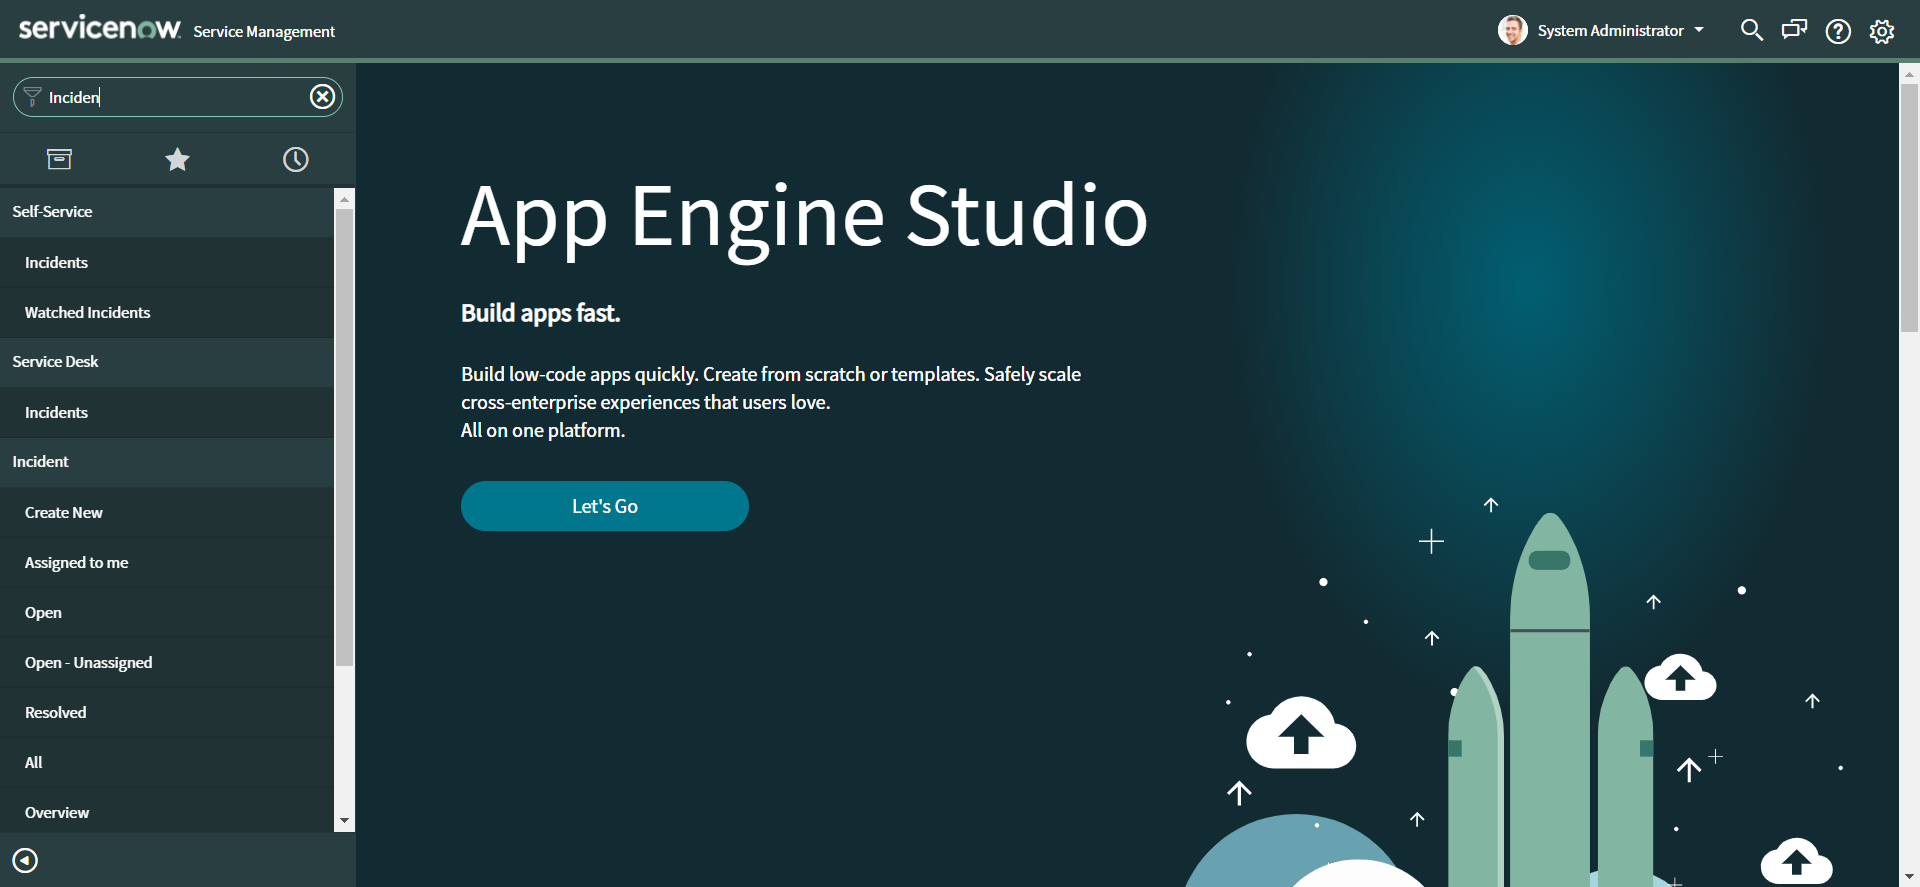 servicenow. Service Management
System Administrator
Inciden
Self-Service
Incidents
Watched Incidents
Service Desk
Incidents
Incident
Create New
Assigned to me
Open
Open - Unassigned
Resolved
All
Overview
App Engine Studio
Build apps fast.
Build low-code apps quickly. Create from scratch or templates. Safely scale
cross-enterprise experiences that users love.
All on one platform.
Let's Go